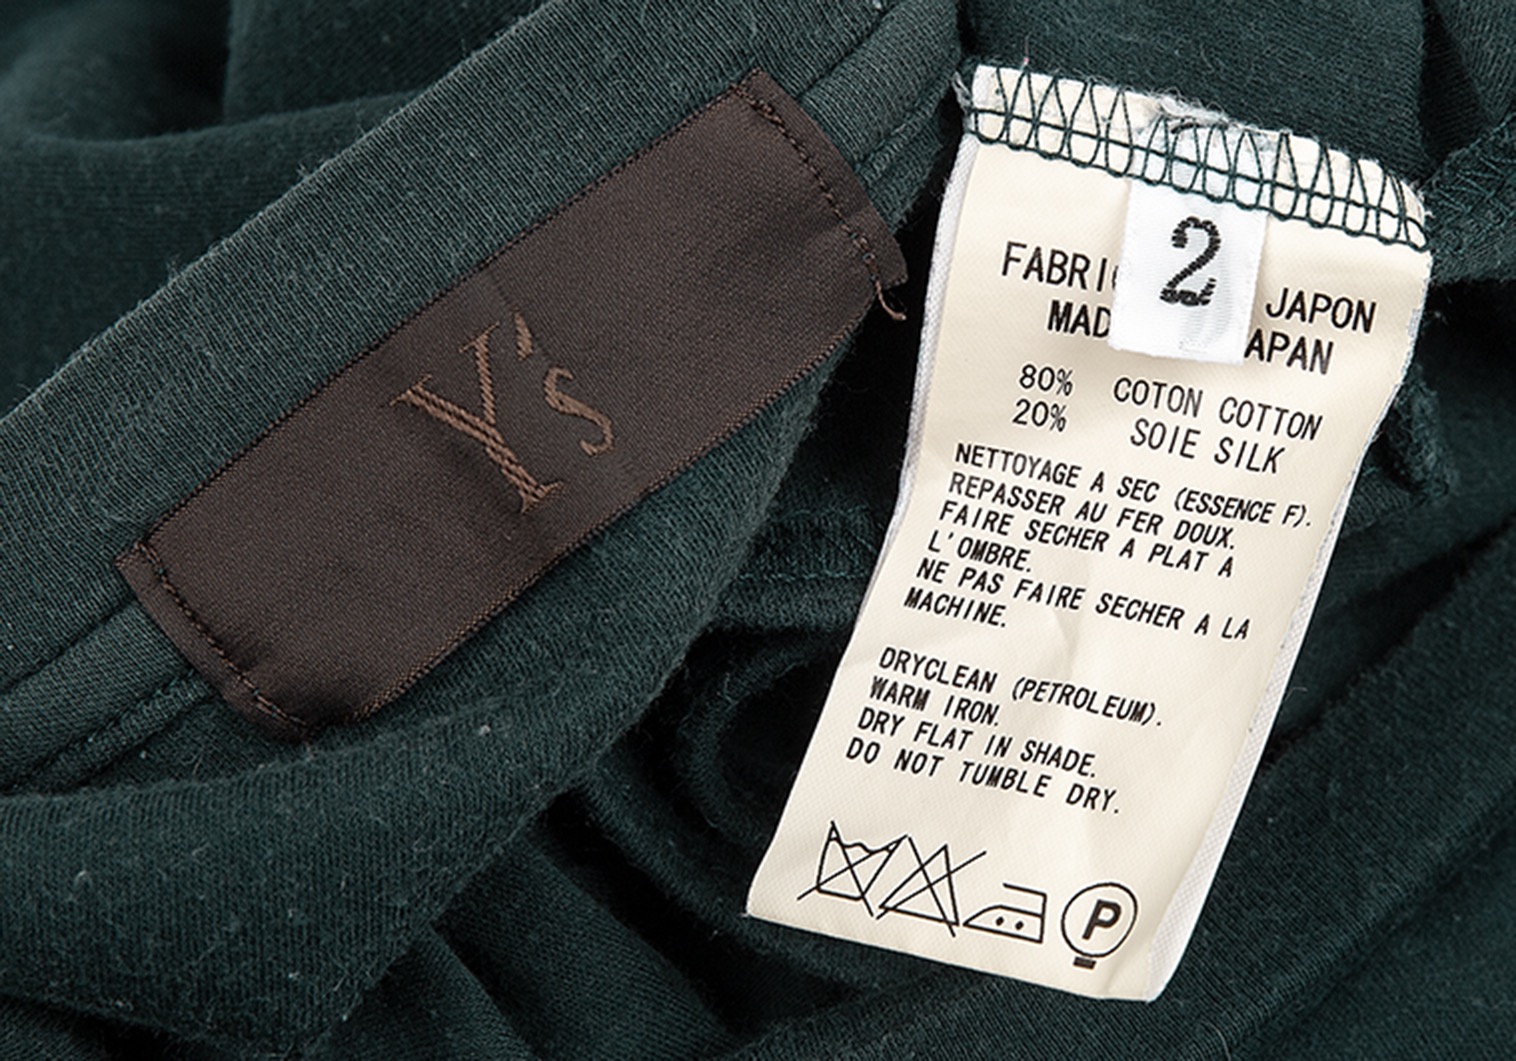 Y's
2
FABRI JAPON
MAD APAN
80% COTON COTTON
20% SOIE SILK
NETTOYAGE A SEC (ESSENCE F).
REPASSER AU FER DOUX.
FAIRE SECHER A PLAT A
L'OMBRE.
NE PAS FAIRE SECHER A LA
MACHINE.
DRYCLEAN (PETROLEUM).
WARM IRON.
DRY FLAT IN SHADE.
DO NOT TUMBLE DRY.
P